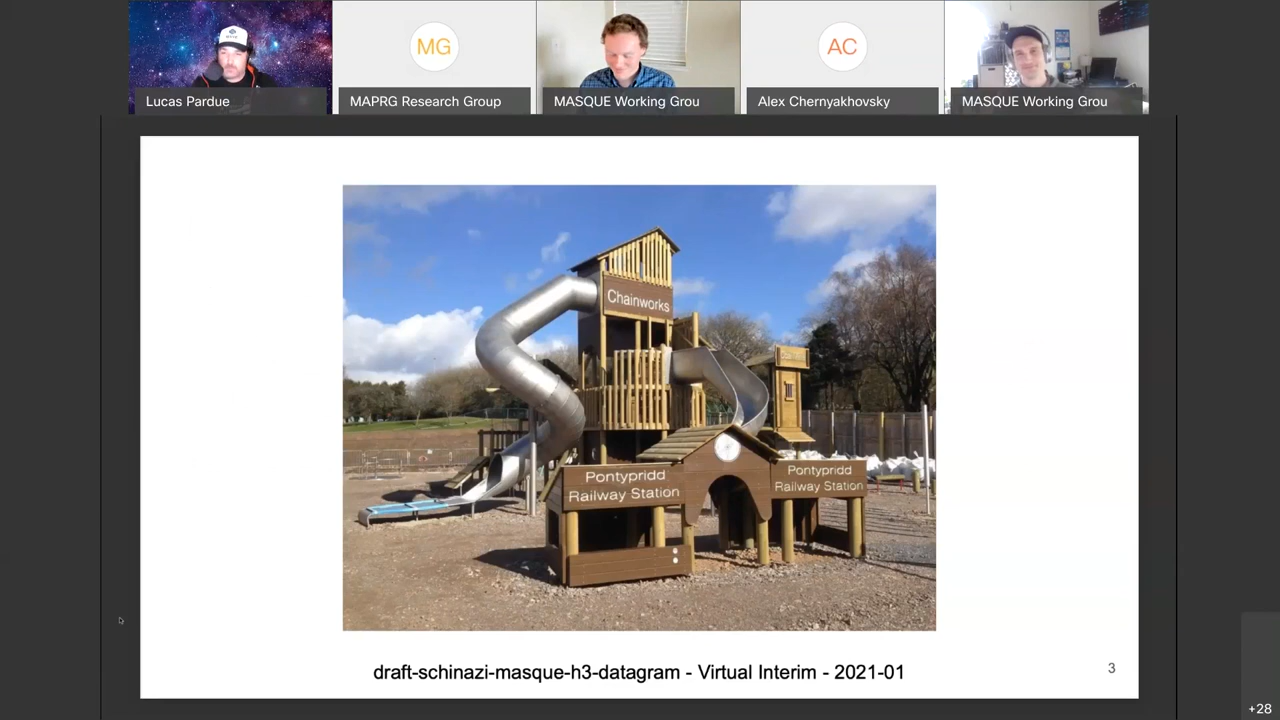 MG
AC
Lucas Pardue
MAPRG Research Group
MASQUE Working Grou
Alex Chernyakhovsky
MASQUE Working Grou
Chainworks
Pontypridd
Railway Station
Pontypridd
Railway Station
draft-schinazi-masque-h3-datagram - Virtual Interim - 2021-01
3
+28